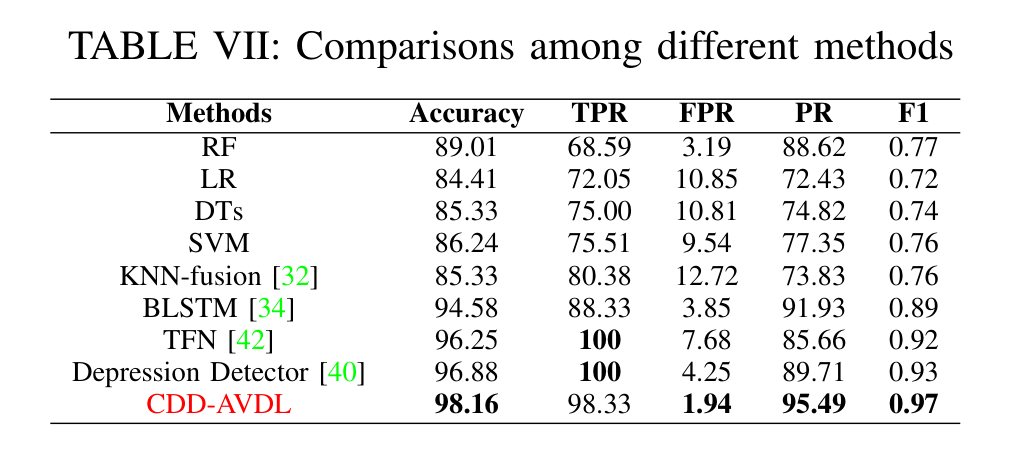 TABLE VII: Comparisons among different methods
Methods Accuracy TPR FPR PR F1
RF 89.01 68.59 3.19 88.62 0.77
LR 84.41 72.05 10.85 72.43 0.72
DTs 85.33 75.00 10.81 74.82 0.74
SVM 86.24 75.51 9.54 77.35 0.76
KNN-fusion [32] 85.33 80.38 12.72 73.83 0.76
BLSTM [34] 94.58 88.33 3.85 91.93 0.89
TFN [42] 96.25 100 7.68 85.66 0.92
Depression Detector [40] 96.88 100 4.25 89.71 0.93
CDD-AVDL 98.16 98.33 1.94 95.49 0.97